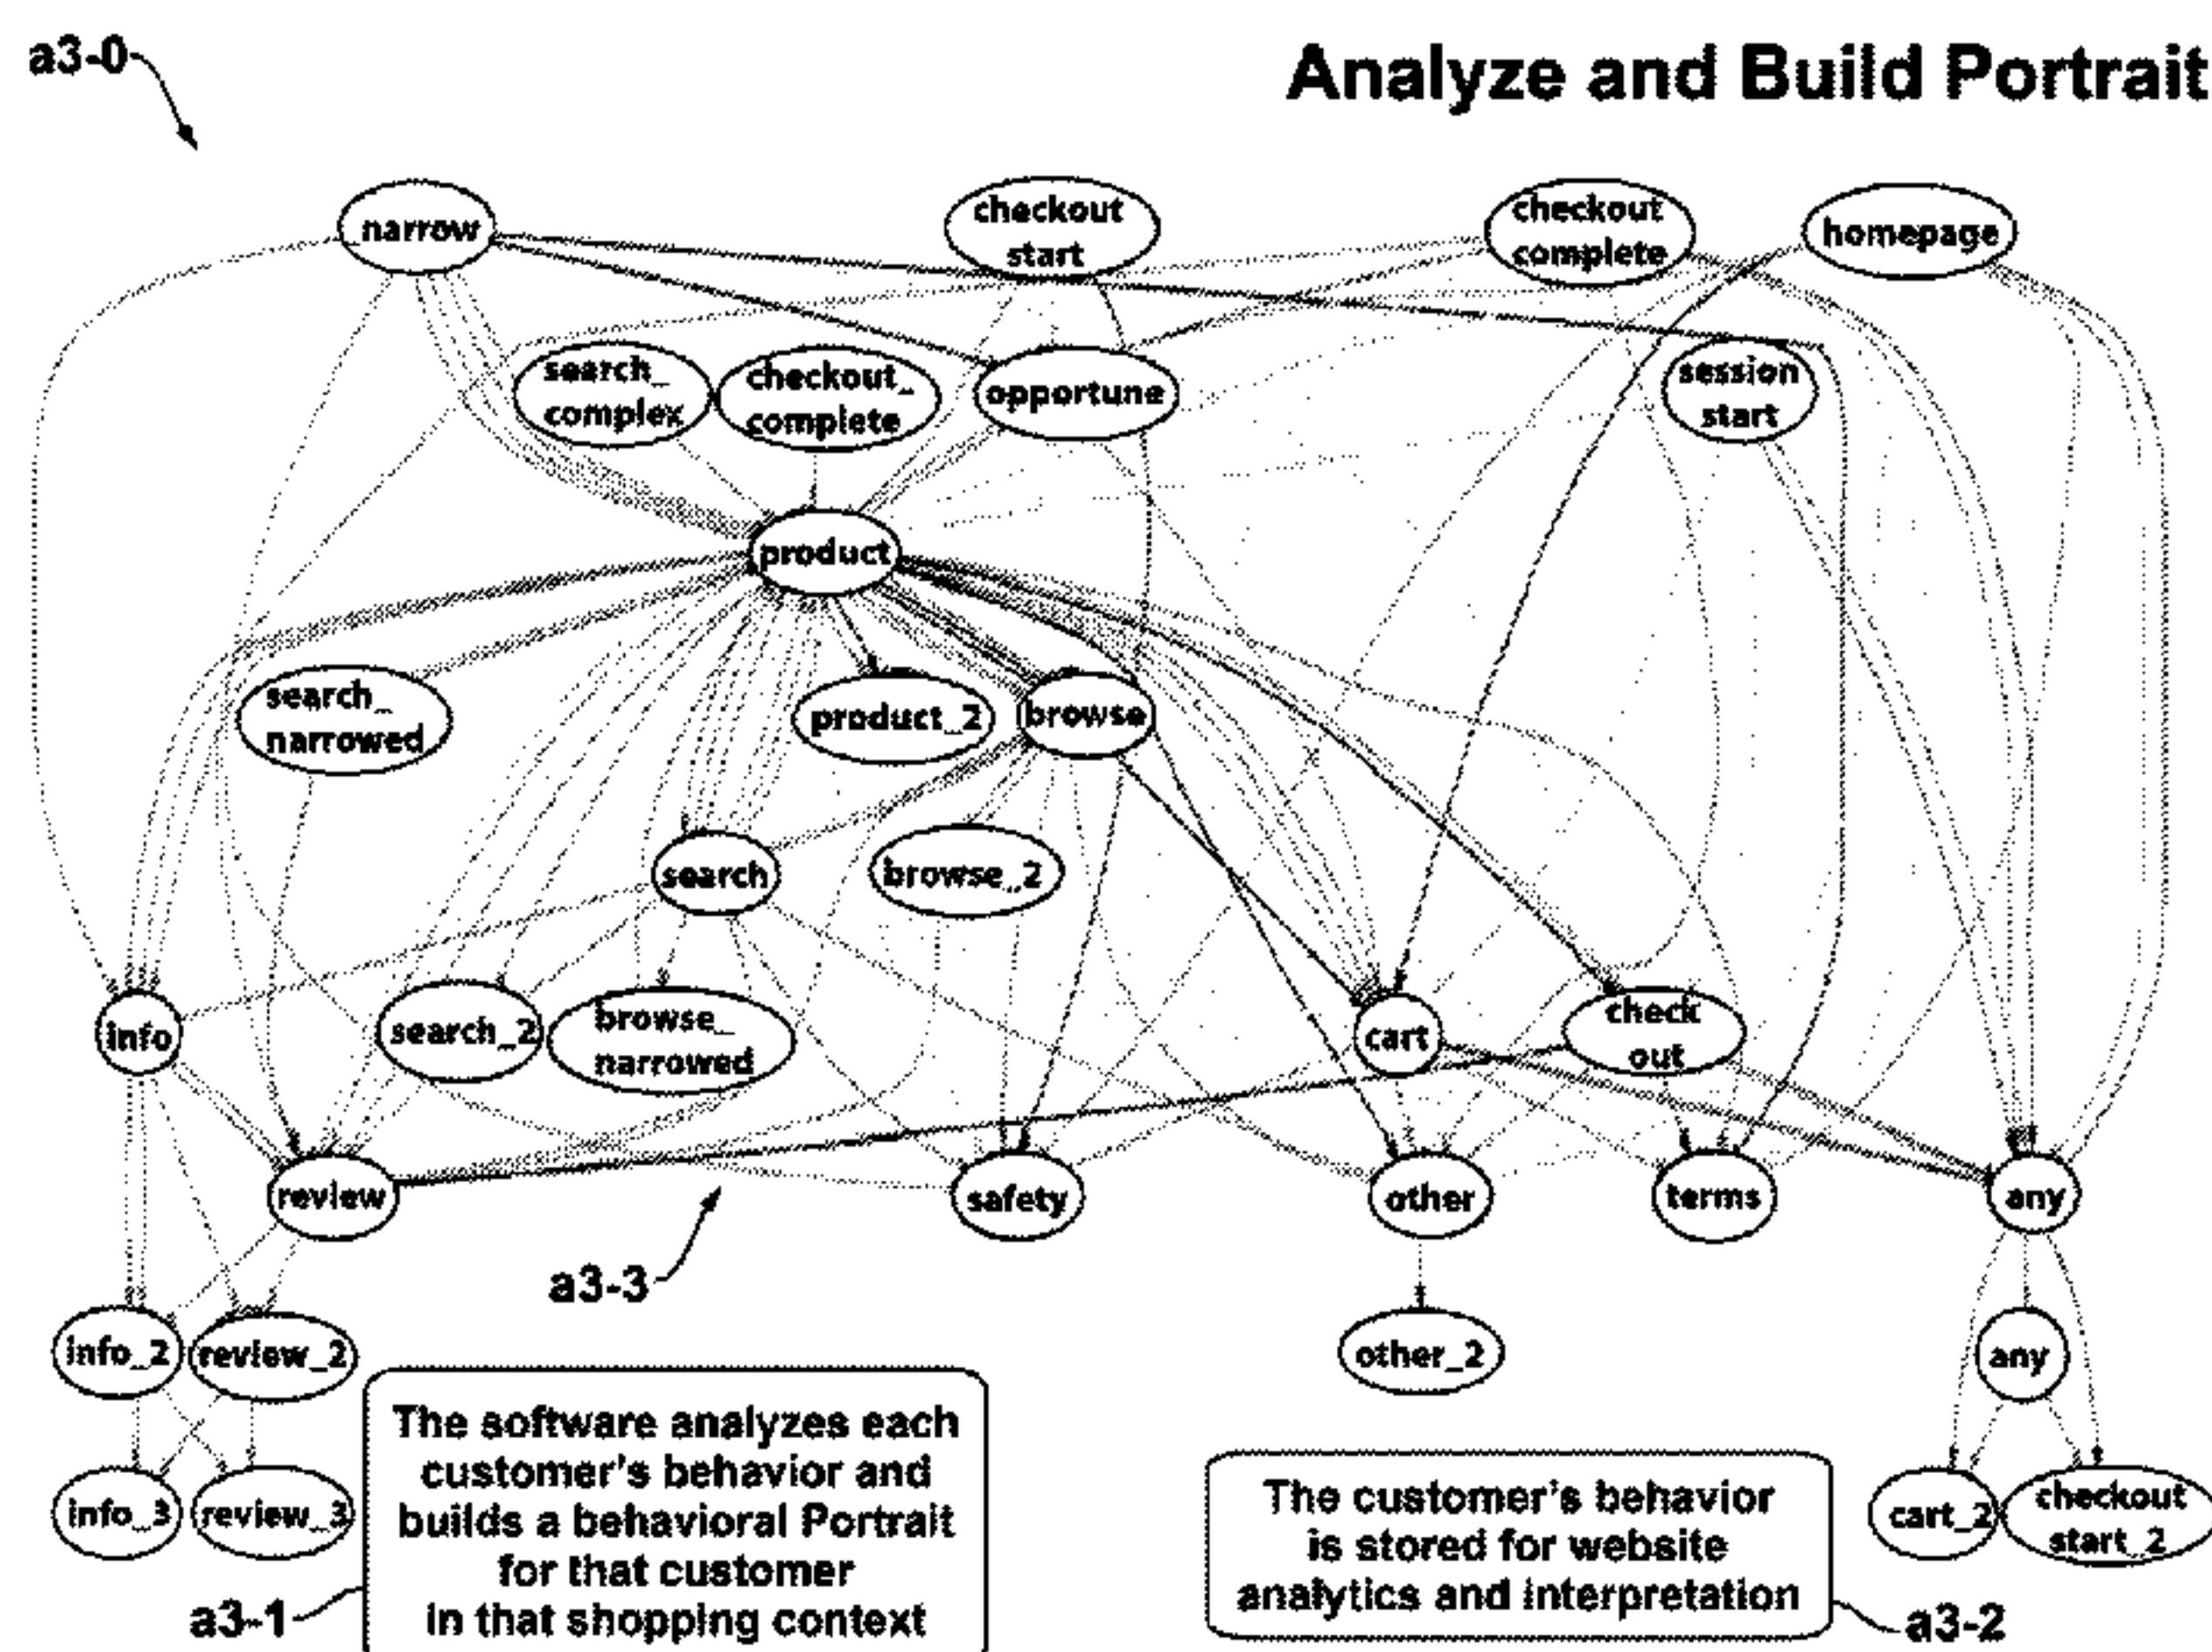 a3-0
Analyze and Build Portrait
narrow
checkout
start
checkout
complete
homepage
search_
complex
checkout_
complete
opportune
session
start
product
search_
narrowed
product_2
browse
search
browse_2
info
search_2
browse_
narrowed
cart
check
out
review
safety
other
terms
any
a3-3
info_2
review_2
other_2
any
The software analyzes each
customer's behavior and
builds a behavioral Portrait
for that customer
in that shopping context
info_3
review_3
The customer's behavior
is stored for website
analytics and interpretation
cart_2
checkout
start_2
a3-1
a3-2